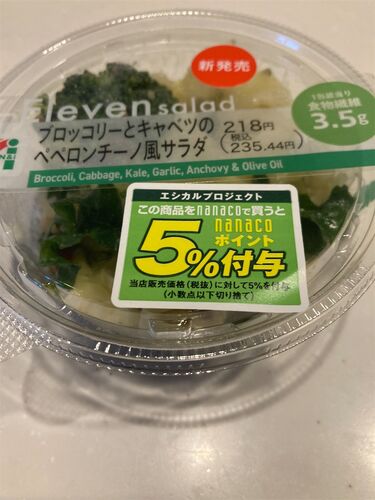 新発売
Eleven salad
1包装当り
食物繊維
3.5g
ブロッコリーとキャベツの
ペペロンチーノ風サラダ
218円
税込
(235.44円)
Broccoli, Cabbage, Kale, Garlic, Anchovy & Olive Oil
&i
エシカルプロジェクト
この商品をnanacoで買うと
nanaco
ポイント
5%付与
当店販売価格(税抜)に対して5%を付与
(小数点以下切り捨て)